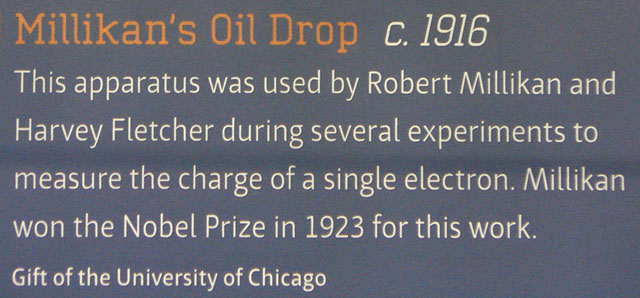 Millikan's Oil Drop c. 1916
This apparatus was used by Robert Millikan and
Harvey Fletcher during several experiments to
measure the charge of a single electron. Millikan
won the Nobel Prize in 1923 for this work.
Gift of the University of Chicago